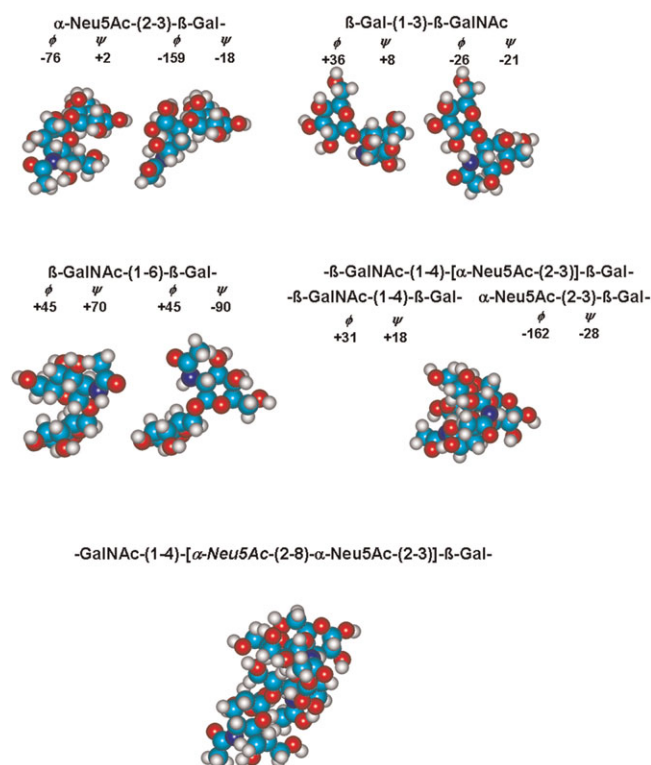 α-Neu5Ac-(2-3)-ß-Gal-
ϕ ψ ϕ ψ
-76 +2 -159 -18
ß-Gal-(1-3)-ß-GalNAc
ϕ ψ ϕ ψ
+36 +8 -26 -21
ß-GalNAc-(1-6)-ß-Gal-
ϕ ψ ϕ ψ
+45 +70 +45 -90
-ß-GalNAc-(1-4)-[α-Neu5Ac-(2-3)]-ß-Gal-
-ß-GalNAc-(1-4)-ß-Gal- α-Neu5Ac-(2-3)-ß-Gal-
ϕ ψ ϕ ψ
+31 +18 -162 -28
-GalNAc-(1-4)-[α-Neu5Ac-(2-8)-α-Neu5Ac-(2-3)]-ß-Gal-